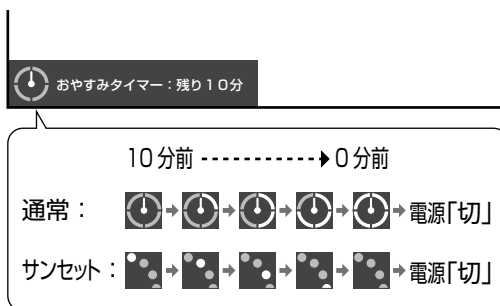 おやすみタイマー：残り１０分
10分前 ------------→ 0分前
通常： → → → → → 電源「切」
サンセット： → → → → → 電源「切」